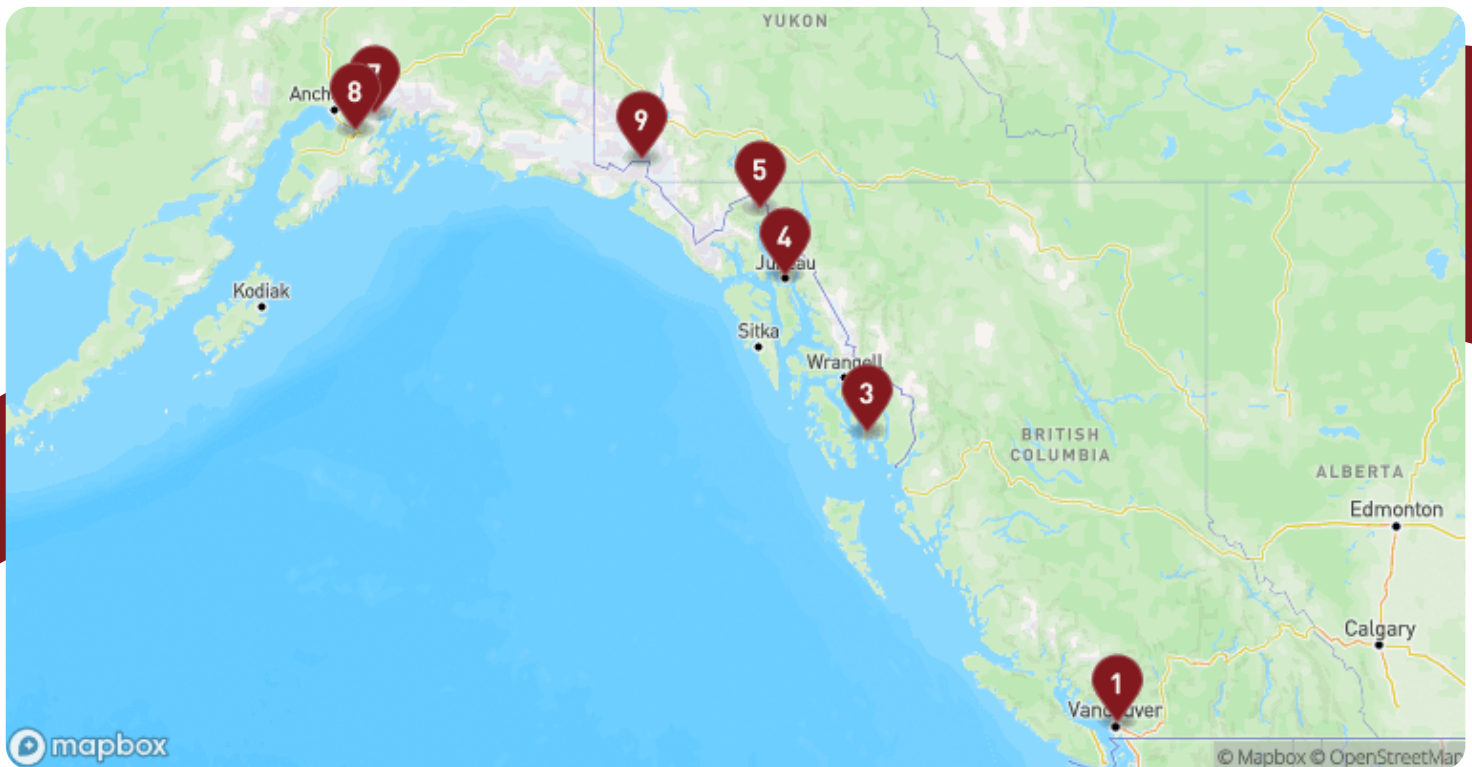 YUKON
7
8
Anch
9
5
4
Juneau
Kodiak
Sitka
Wrangell
3
BRITISH
COLUMBIA
ALBERTA
Edmonton
Calgary
1
Vancouver
mapbox
© Mapbox © OpenStreetMap